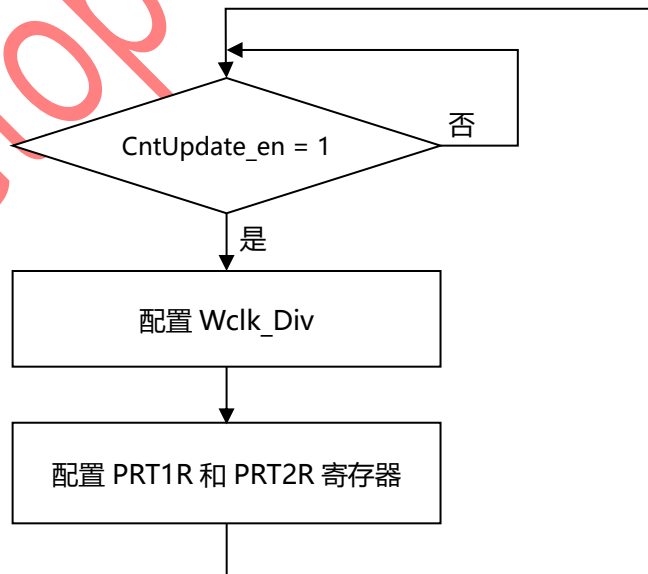 CntUpdate_en = 1
否
是
配置 Wclk_Div
配置 PRT1R 和 PRT2R 寄存器